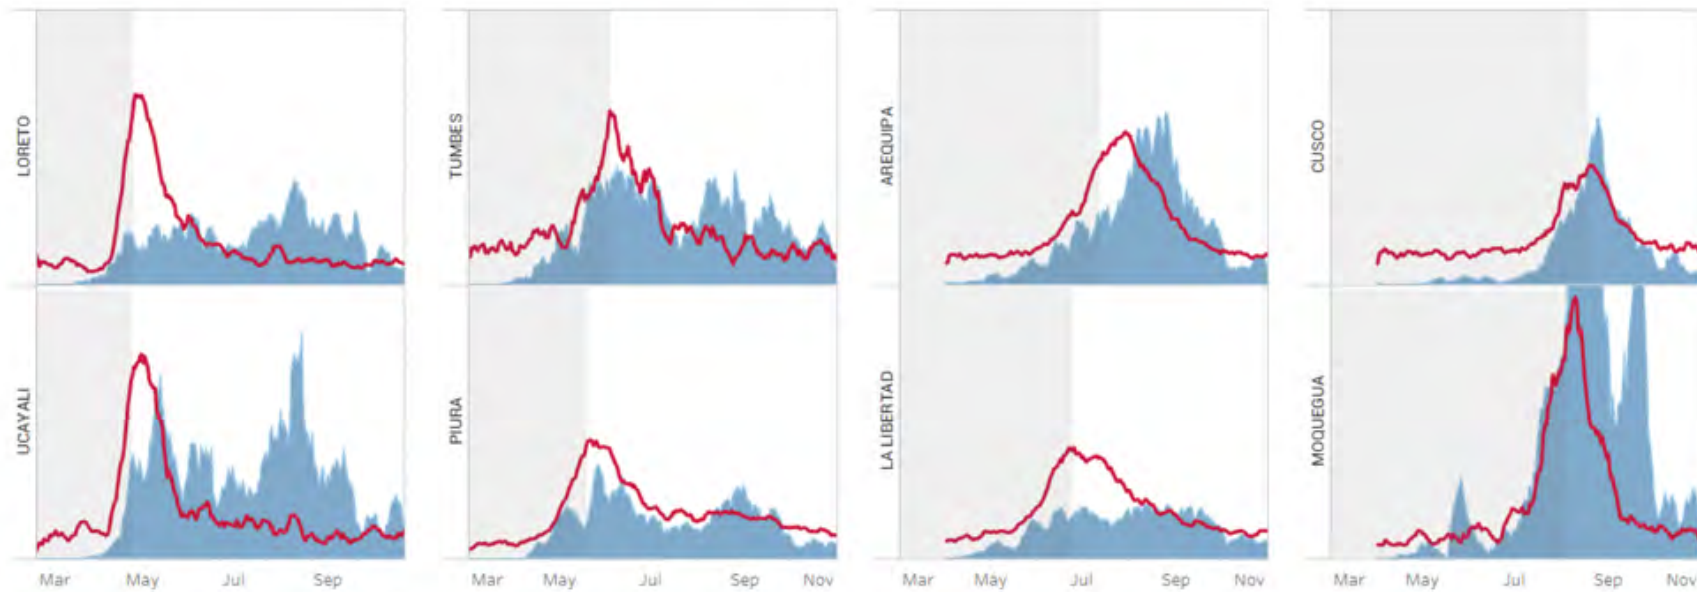 LORETO
TUMBES
AREQUIPA
CUSCO
UCAYALI
PIURA
LA LIBERTAD
MOQUEGUA
Mar May Jul Sep
Mar May Jul Sep Nov
Mar May Jul Sep Nov
Mar May Jul Sep Nov